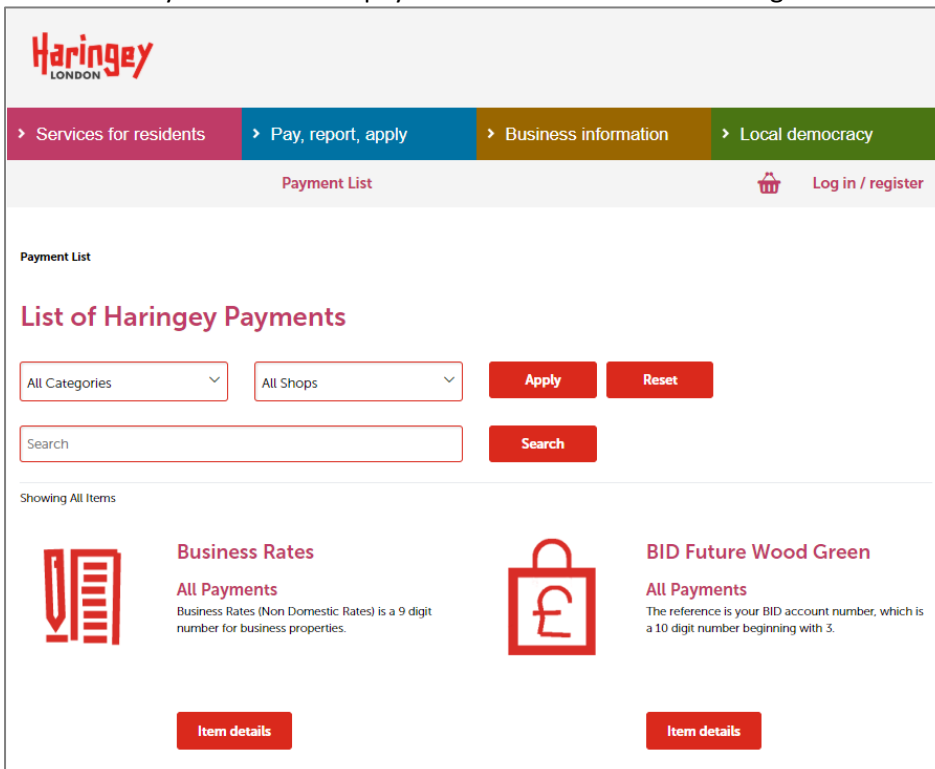 Haringey
LONDON
Services for residents
Pay, report, apply
Business information
Local democracy
Payment List
Log in / register
Payment List
List of Haringey Payments
All Categories
All Shops
Apply
Reset
Search
Search
Showing All Items
Business Rates
All Payments
Business Rates (Non Domestic Rates) is a 9 digit
number for business properties.
Item details
£
BID Future Wood Green
All Payments
The reference is your BID account number, which is
a 10 digit number beginning with 3.
Item details